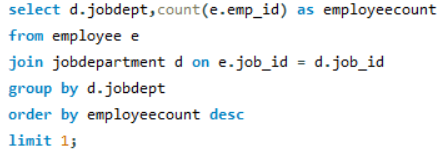 select d.jobdept,count(e.emp_id) as employeecount
from employee e
join jobdepartment d on e.job_id = d.job_id
group by d.jobdept
order by employeecount desc
limit 1;